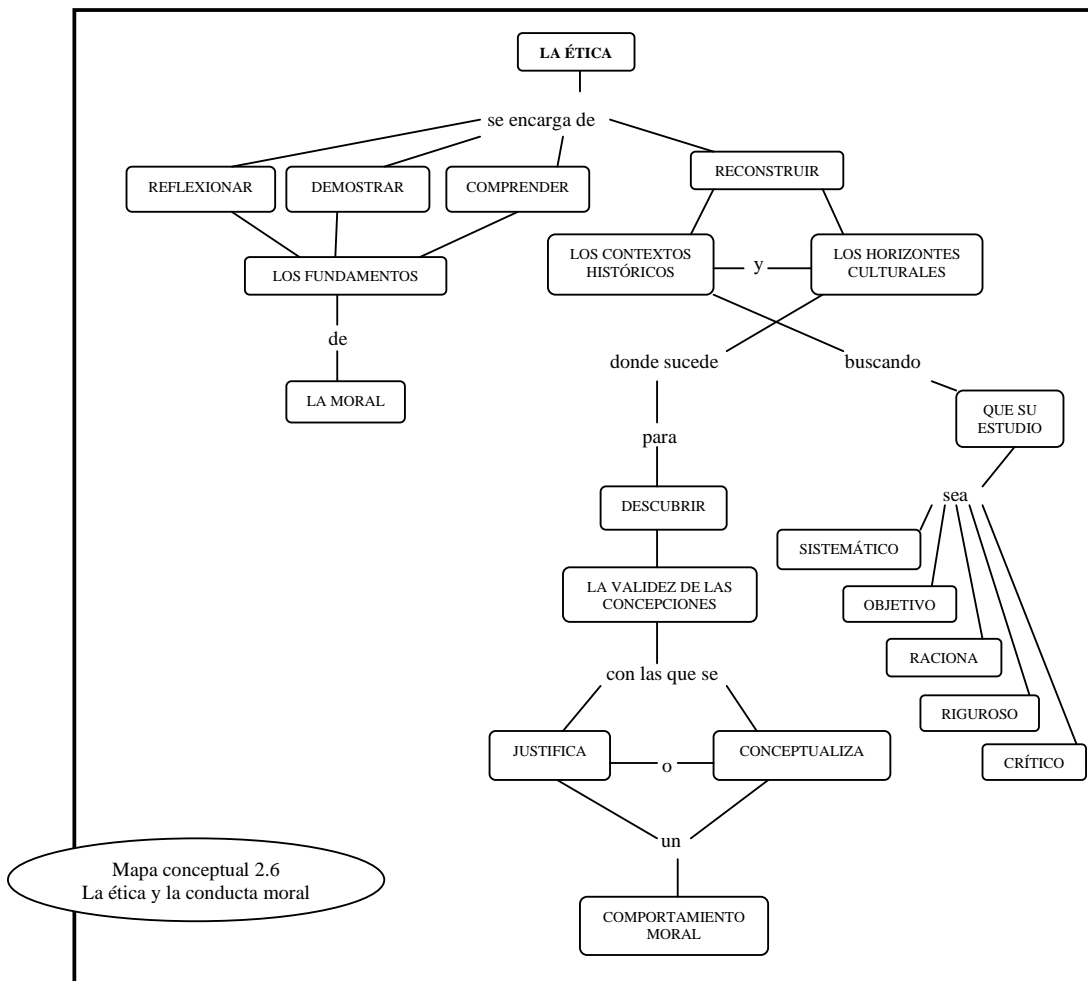 LA ÉTICA
se encarga de
REFLEXIONAR
DEMOSTRAR
COMPRENDER
RECONSTRUIR
LOS FUNDAMENTOS
de
LA MORAL
LOS CONTEXTOS
HISTÓRICOS
y
LOS HORIZONTES
CULTURALES
donde sucede
buscando
para
DESCUBRIR
LA VALIDEZ DE LAS
CONCEPCIONES
con las que se
JUSTIFICA
o
CONCEPTUALIZA
un
COMPORTAMIENTO
MORAL
QUE SU
ESTUDIO
sea
SISTEMÁTICO
OBJETIVO
RACIONA
RIGUROSO
CRÍTICO
Mapa conceptual 2.6
La ética y la conducta moral